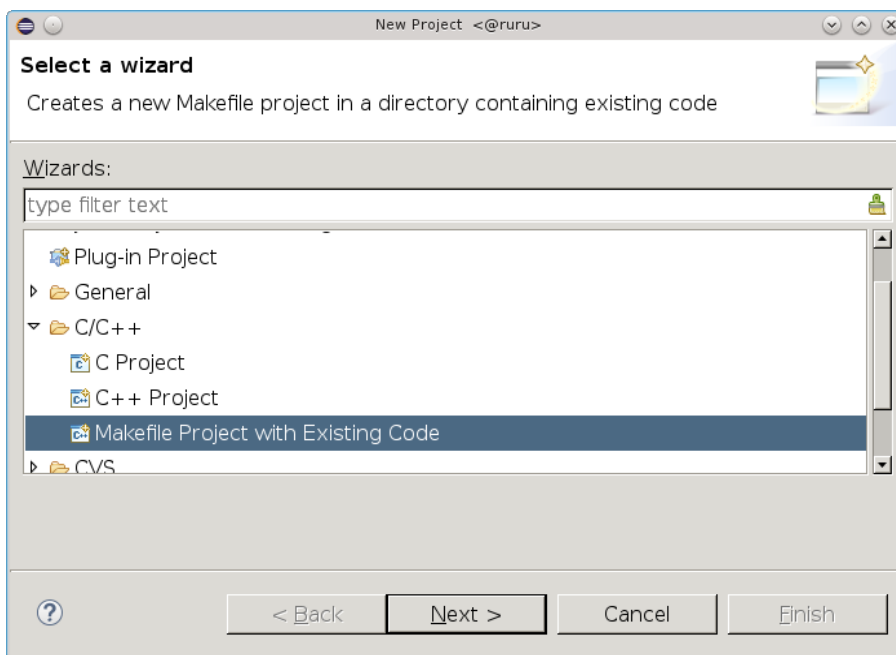 New Project <@ruru>
Select a wizard
Creates a new Makefile project in a directory containing existing code
Wizards:
type filter text
Plug-in Project
General
C/C++
C Project
C++ Project
Makefile Project with Existing Code
CVS
?
< Back
Next >
Cancel
Finish